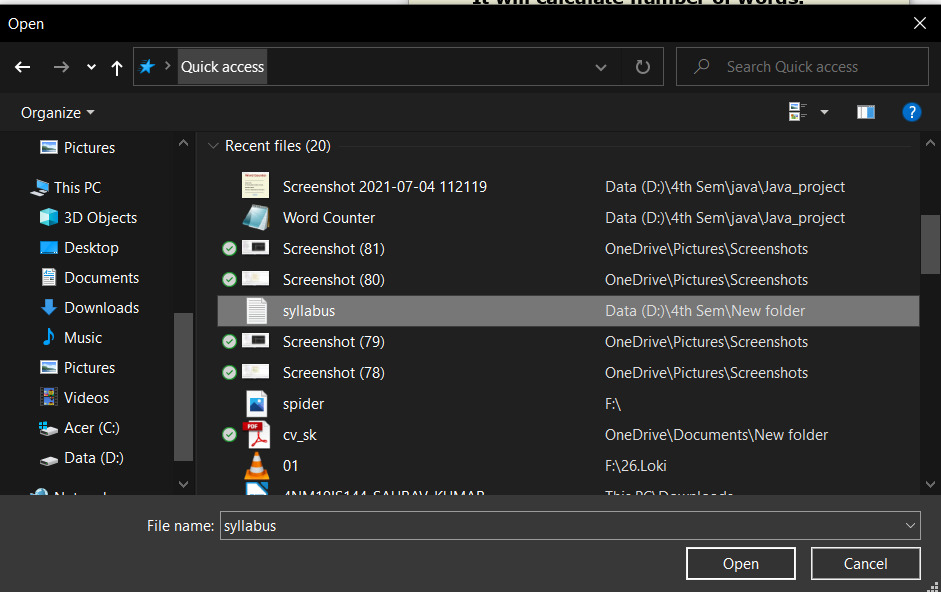 It will calculate number of words.
Open
Quick access
Search Quick access
Organize
Pictures
This PC
3D Objects
Desktop
Documents
Downloads
Music
Pictures
Videos
Acer (C:)
Data (D:)
Network
Recent files (20)
Screenshot 2021-07-04 112119 Data (D:)\4th Sem\java\Java_project
Word Counter Data (D:)\4th Sem\java\Java_project
Screenshot (81) OneDrive\Pictures\Screenshots
Screenshot (80) OneDrive\Pictures\Screenshots
syllabus Data (D:)\4th Sem\New folder
Screenshot (79) OneDrive\Pictures\Screenshots
Screenshot (78) OneDrive\Pictures\Screenshots
spider F:\
PDF
cv_sk OneDrive\Documents\New folder
01 F:\26.Loki
4NM19IS144_SAURAV_KUMAR This PC\Downloads
File name: syllabus
Open Cancel